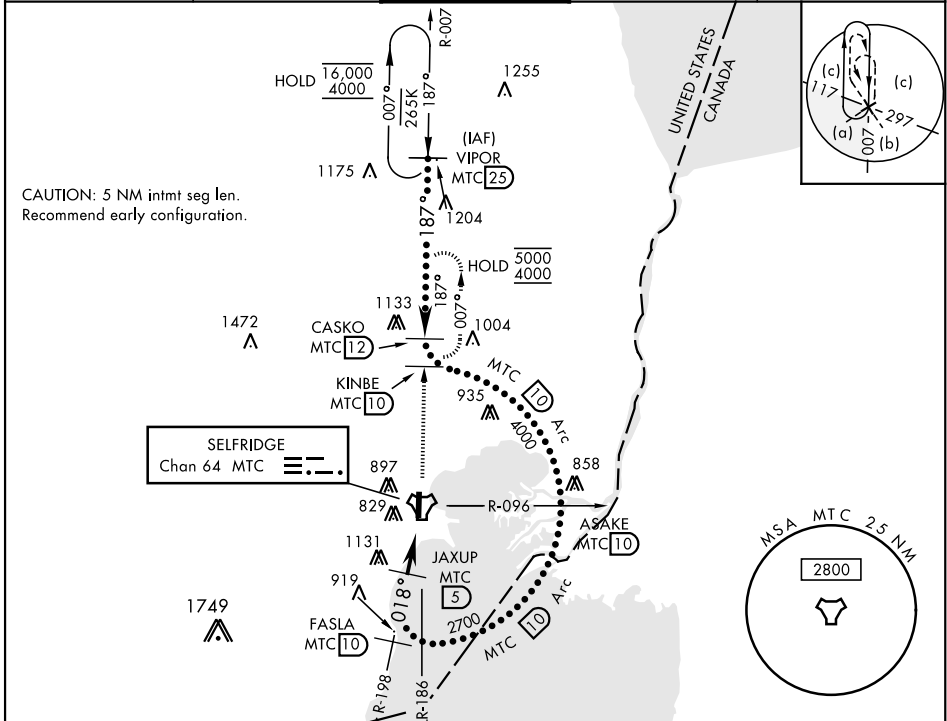 R-007
HOLD 16,000
4000
007°
265K
187°
1255
(IAF)
VIPOR
MTC 25
1175
1204
187°
CAUTION: 5 NM intmt seg len.
Recommend early configuration.
HOLD 5000
4000
187°
007°
1133
1004
1472
CASKO
MTC 12
KINBE
MTC 10
MTC 10 Arc
935
4000
SELFRIDGE
Chan 64 MTC
897
829
858
R-096
ASAKE
MTC 10
1131
JAXUP
MTC
5
919
018°
1749
FASLA
MTC 10
2700
MTC 10 Arc
R-198
R-186
UNITED STATES
CANADA
(c)
(c)
117
297
(a)
(b)
007
MSA MTC 25 NM
2800